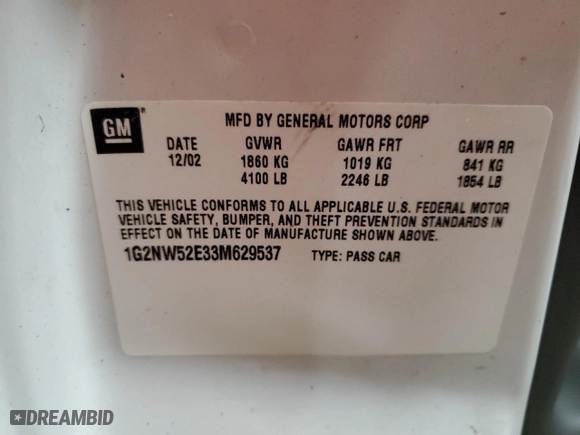 GM
MFD BY GENERAL MOTORS CORP
DATE GVWR GAWR FRT GAWR RR
12/02 1860 KG 1019 KG 841 KG
4100 LB 2246 LB 1854 LB
THIS VEHICLE CONFORMS TO ALL APPLICABLE U.S. FEDERAL MOTOR
VEHICLE SAFETY, BUMPER, AND THEFT PREVENTION STANDARDS IN
EFFECT ON THE DATE OF MANUFACTURE SHOWN ABOVE.
1G2NW52E33M629537 TYPE: PASS CAR
DREAMBID